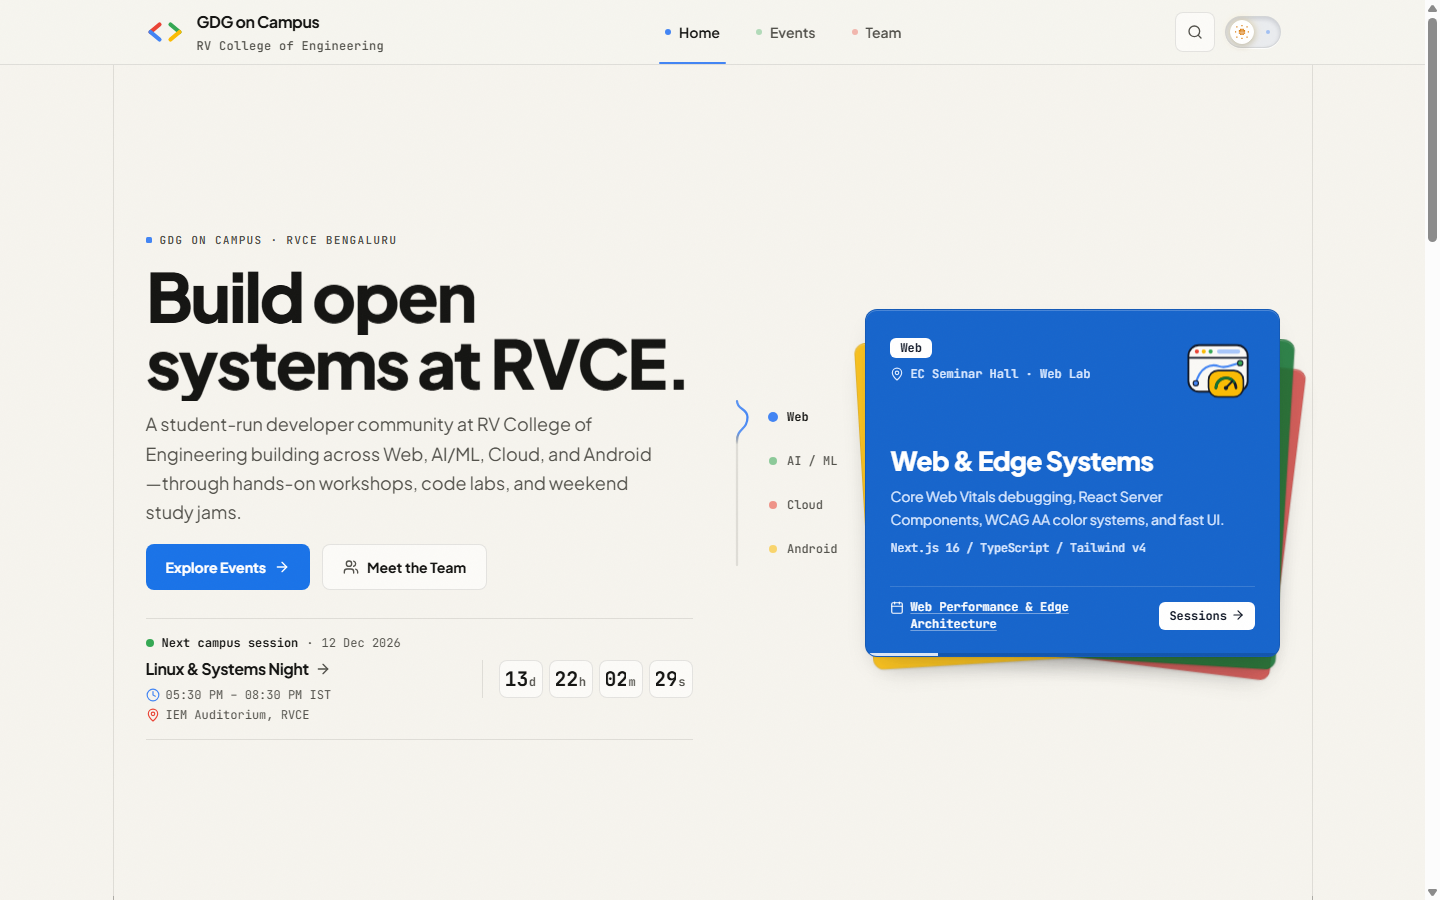 GDG on Campus
RV College of Engineering
Home
Events
Team
GDG ON CAMPUS · RVCE BENGALURU
Build open
systems at RVCE.
A student-run developer community at RV College of
Engineering building across Web, AI/ML, Cloud, and Android
—through hands-on workshops, code labs, and weekend
study jams.
Explore Events
Meet the Team
Next campus session · 12 Dec 2026
Linux & Systems Night
05:30 PM – 08:30 PM IST
IEM Auditorium, RVCE
13d 22h 02m 29s
Web
AI / ML
Cloud
Android
Web
EC Seminar Hall · Web Lab
Web & Edge Systems
Core Web Vitals debugging, React Server
Components, WCAG AA color systems, and fast UI.
Next.js 16 / TypeScript / Tailwind v4
Web Performance & Edge
Architecture
Sessions